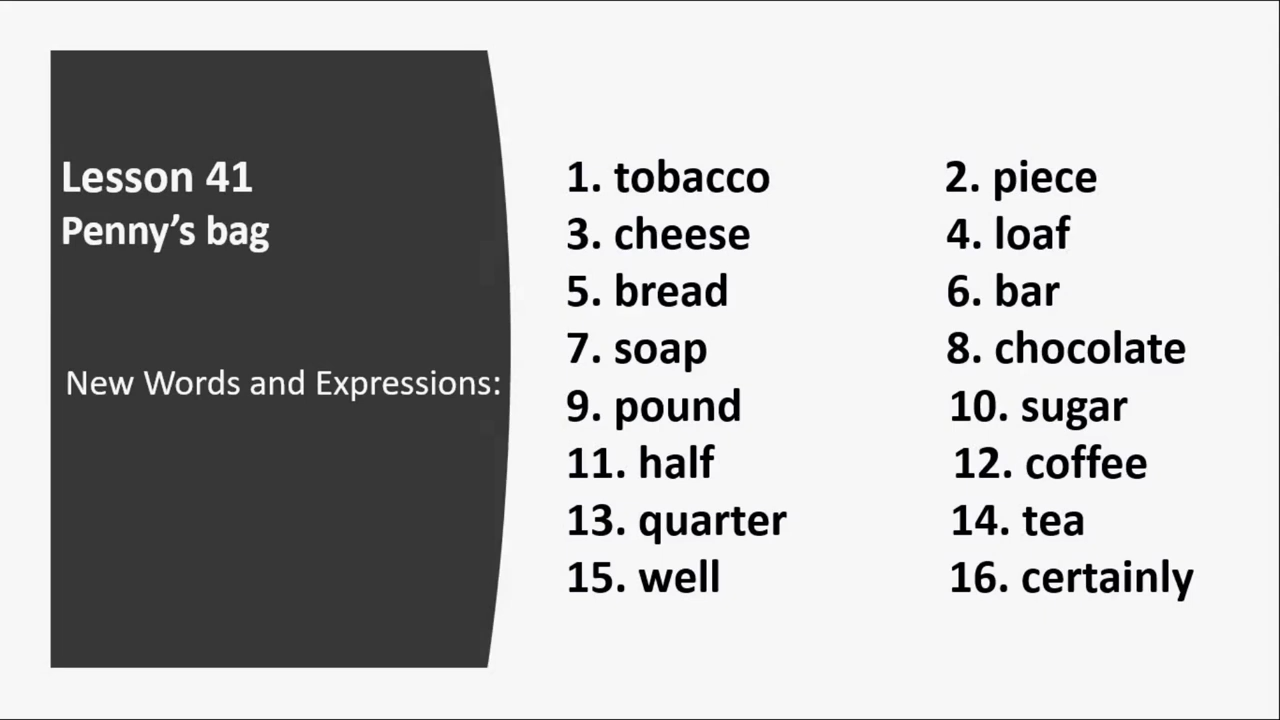 Lesson 41
Penny’s bag
New Words and Expressions:
1. tobacco 2. piece
3. cheese 4. loaf
5. bread 6. bar
7. soap 8. chocolate
9. pound 10. sugar
11. half 12. coffee
13. quarter 14. tea
15. well 16. certainly